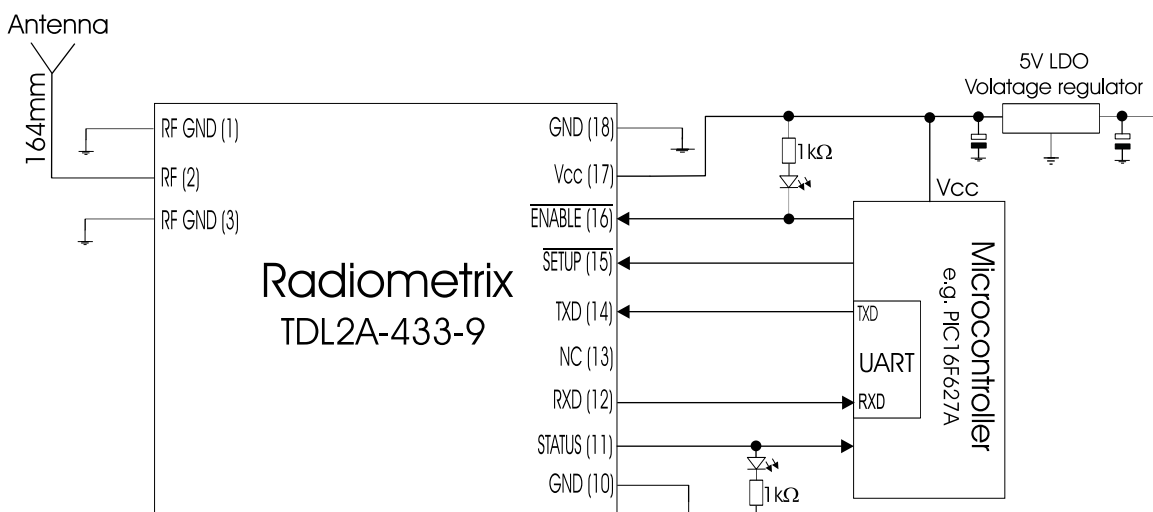 Antenna
164mm
RF GND (1)
RF (2)
RF GND (3)
Radiometrix
TDL2A-433-9
GND (18)
Vcc (17)
ENABLE (16)
SETUP (15)
TXD (14)
NC (13)
RXD (12)
STATUS (11)
GND (10)
1kΩ
1kΩ
5V LDO
Volatage regulator
Vcc
TXD
UART
RXD
Microcontroller
e.g. PIC16F627A